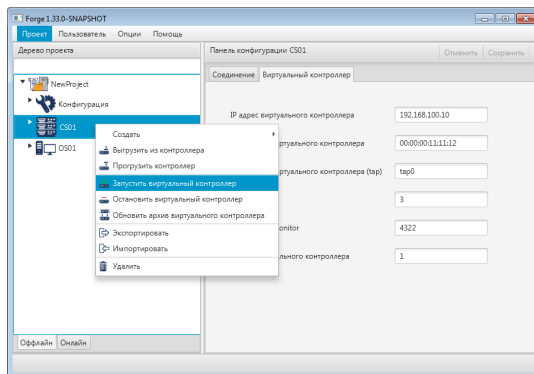 Forge 1.33.0-SNAPSHOT
Проект Пользователь Опции Помощь
Дерево проекта
Панель конфигурации CS01
Отменить Сохранить
NewProject
Конфигурация
CS01
OS01
Соединение Виртуальный контроллер
IP адрес виртуального контроллера 192.168.100.10
ртуального контроллера 00:00:00:11:11:12
ртуального контроллера (tap) tap0
3
onitor 4322
льного контроллера 1
Создать
Выгрузить из контроллера
Прогрузить контроллер
Запустить виртуальный контроллер
Остановить виртуальный контроллер
Обновить архив виртуального контроллера
Экспортировать
Импортировать
Удалить
Оффлайн Онлайн